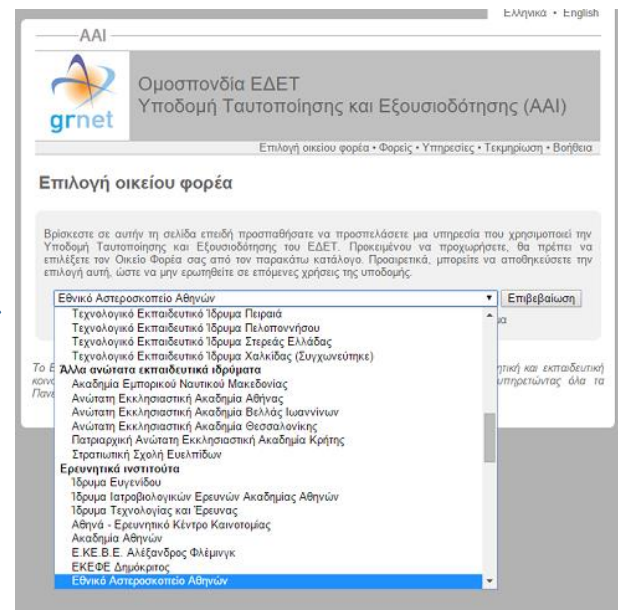 Ελληνικά • English
AAI
grnet
Ομοσπονδία ΕΔΕΤ
Υποδομή Ταυτοποίησης και Εξουσιοδότησης (AAI)
Επιλογή οικείου φορέα • Φορείς • Υπηρεσίες • Τεκμηρίωση • Βοήθεια
Επιλογή οικείου φορέα
Βρίσκεστε σε αυτήν τη σελίδα επειδή προσπαθήσατε να προσπελάσετε μια υπηρεσία που χρησιμοποιεί την
Υποδομή Ταυτοποίησης και Εξουσιοδότησης του ΕΔΕΤ. Προκειμένου να προχωρήσετε, θα πρέπει να
επιλέξετε τον Οικείο Φορέα σας από τον παρακάτω κατάλογο. Προαιρετικά, μπορείτε να αποθηκεύσετε την
επιλογή αυτή, ώστε να μην ερωτηθείτε σε επόμενες χρήσεις της υποδομής.
Εθνικό Αστεροσκοπείο Αθηνών Επιβεβαίωση
Τεχνολογικό Εκπαιδευτικό Ίδρυμα Πειραιά
Τεχνολογικό Εκπαιδευτικό Ίδρυμα Πελοποννήσου
Τεχνολογικό Εκπαιδευτικό Ίδρυμα Στερεάς Ελλάδας
Τεχνολογικό Εκπαιδευτικό Ίδρυμα Χαλκίδας (Συγχωνεύτηκε)
Άλλα ανώτατα εκπαιδευτικά ιδρύματα
Ακαδημία Εμπορικού Ναυτικού Μακεδονίας
Ανώτατη Εκκλησιαστική Ακαδημία Αθήνας
Ανώτατη Εκκλησιαστική Ακαδημία Βελλάς Ιωαννίνων
Ανώτατη Εκκλησιαστική Ακαδημία Θεσσαλονίκης
Πατριαρχική Ανώτατη Εκκλησιαστική Ακαδημία Κρήτης
Στρατιωτική Σχολή Ευελπίδων
Ερευνητικά ινστιτούτα
Ίδρυμα Ευγενίδου
Ίδρυμα Ιατροβιολογικών Ερευνών Ακαδημίας Αθηνών
Ίδρυμα Τεχνολογίας και Έρευνας
Αθηνά - Ερευνητικό Κέντρο Καινοτομίας
Ακαδημία Αθηνών
Ε.ΚΕ.Β.Ε. Αλέξανδρος Φλέμινγκ
ΕΚΕΦΕ Δημόκριτος
Εθνικό Αστεροσκοπείο Αθηνών